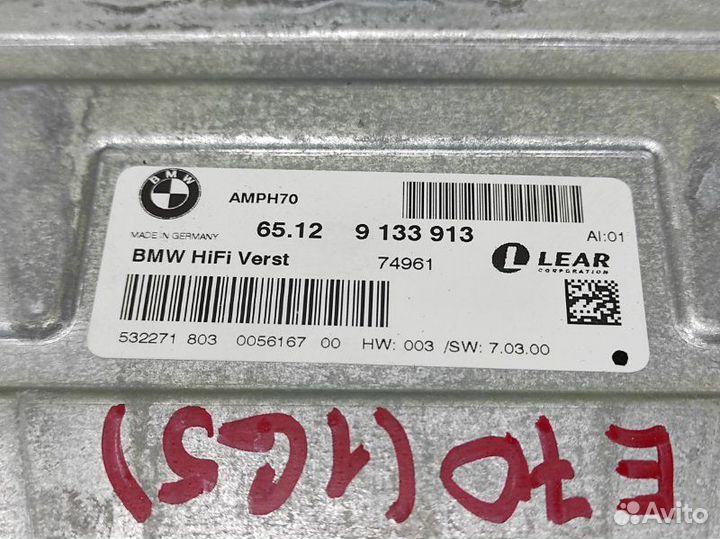 BMW
AMPH70
65.12 9 133 913
AI:01
MADE IN GERMANY
BMW HiFi Verst 74961
LEAR
CORPORATION
532271 803 0056167 00 HW: 003 /SW: 7.03.00
E70(165)
Avito